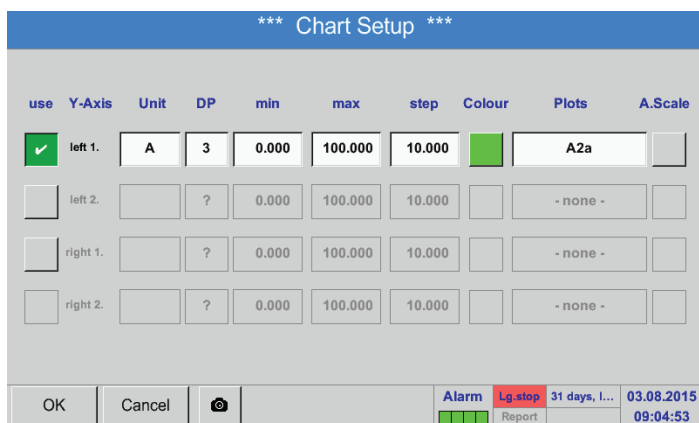 *** Chart Setup ***
use Y-Axis Unit DP min max step Colour Plots A.Scale
left 1. A 3 0.000 100.000 10.000 A2a
left 2. ? 0.000 100.000 10.000 - none -
right 1. ? 0.000 100.000 10.000 - none -
right 2. ? 0.000 100.000 10.000 - none -
OK Cancel Alarm Lg.stop 31 days, l... 03.08.2015
Report 09:04:53